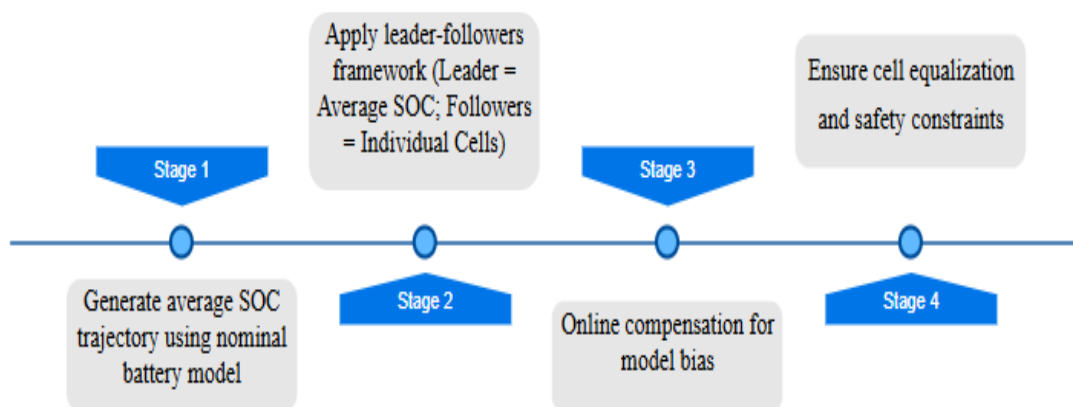 Stage 1
Generate average SOC
trajectory using nominal
battery model
Apply leader-followers
framework (Leader =
Average SOC; Followers
= Individual Cells)
Stage 2
Stage 3
Online compensation for
model bias
Ensure cell equalization
and safety constraints
Stage 4